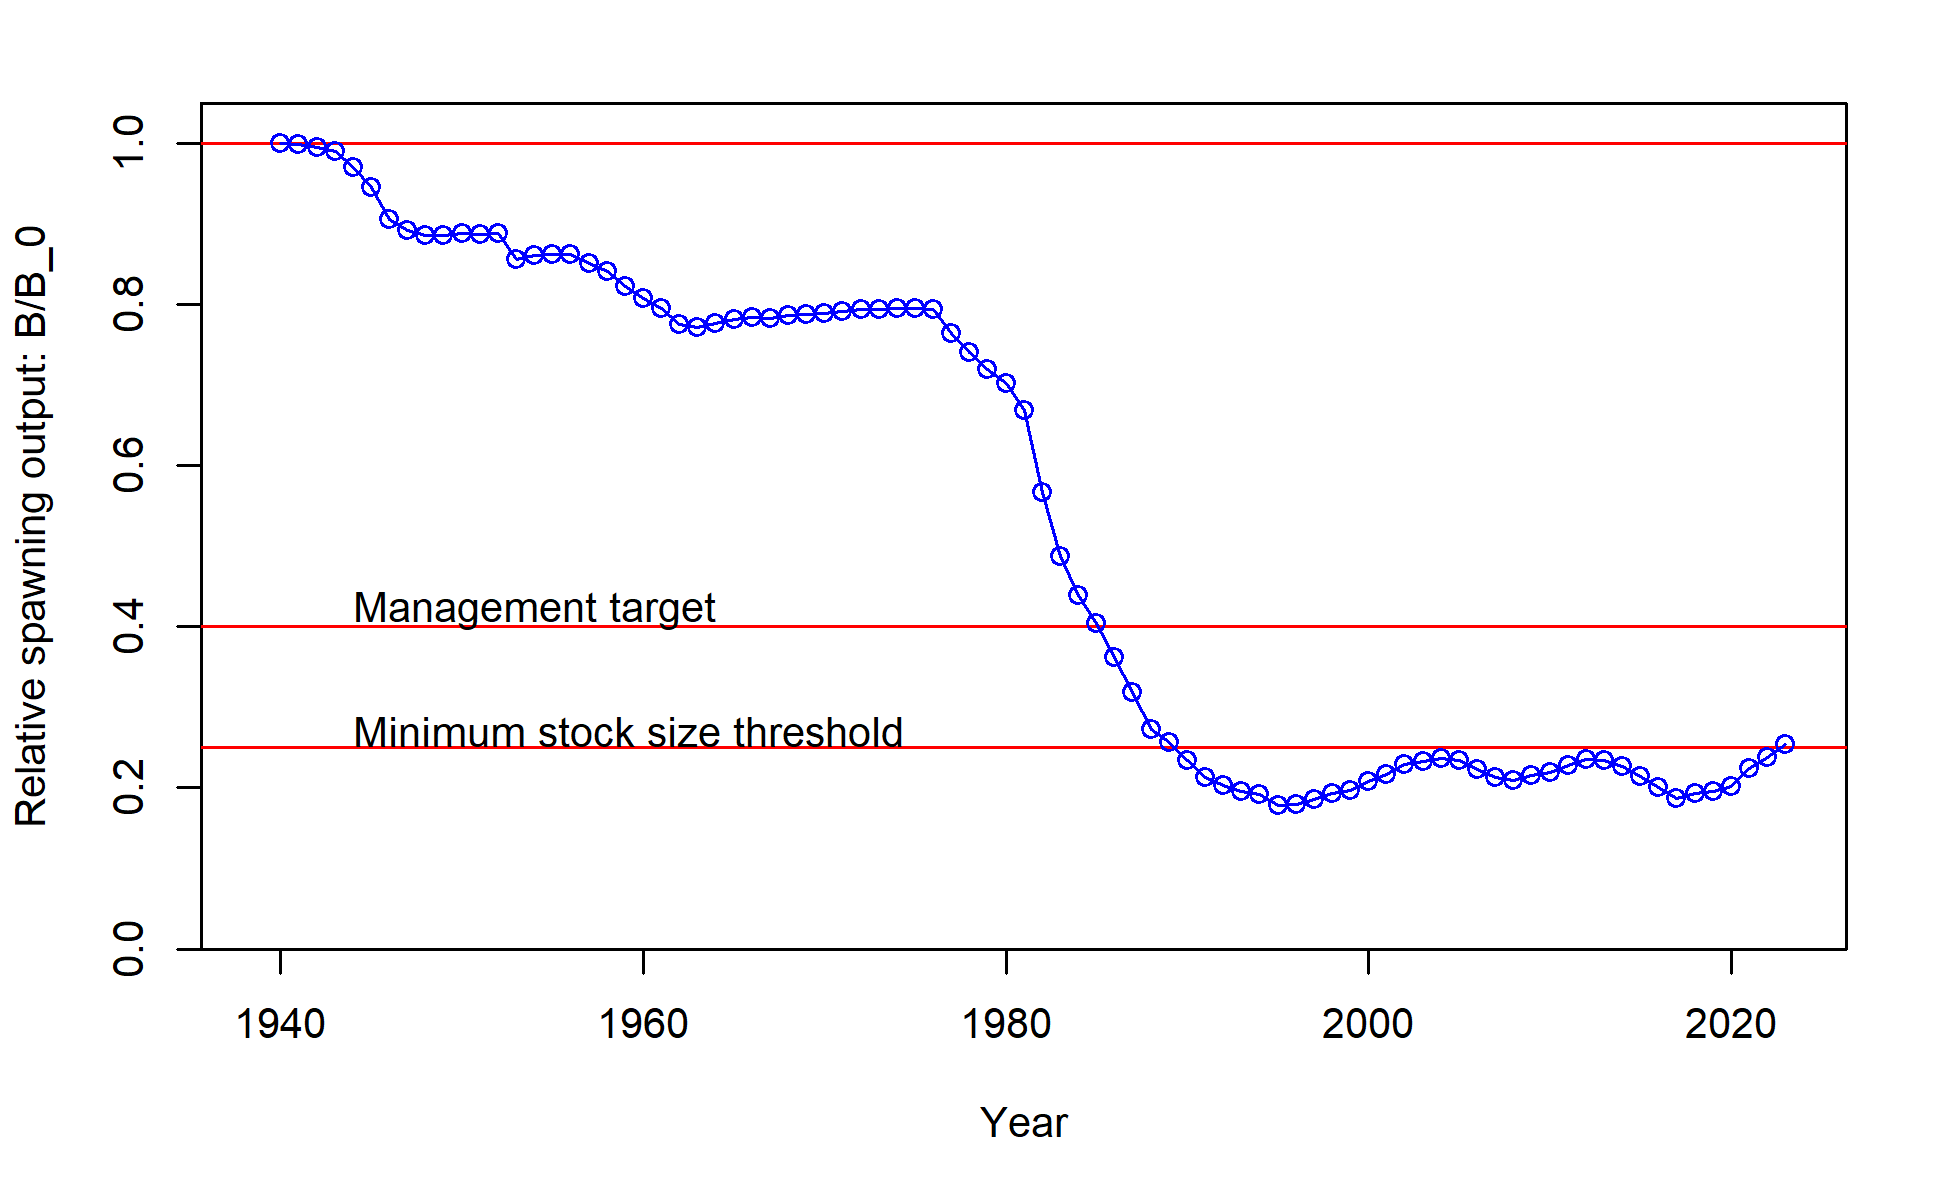 Relative spawning output: B/B_0
1.0
0.8
0.6
0.4
0.2
0.0
Management target
Minimum stock size threshold
1940 1960 1980 2000 2020
Year